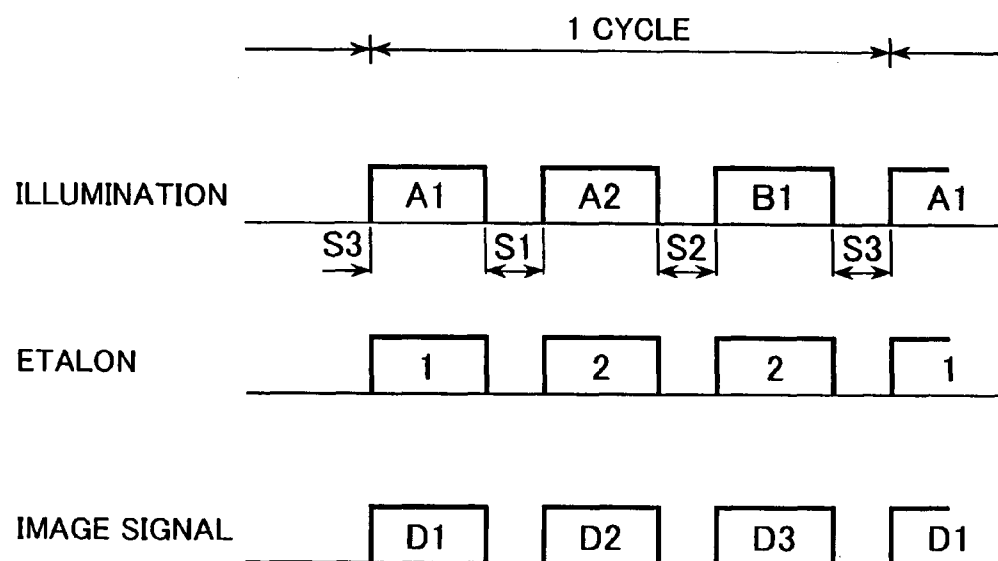 1 CYCLE
ILLUMINATION A1 A2 B1 A1
S3 S1 S2 S3
ETALON 1 2 2 1
IMAGE SIGNAL D1 D2 D3 D1